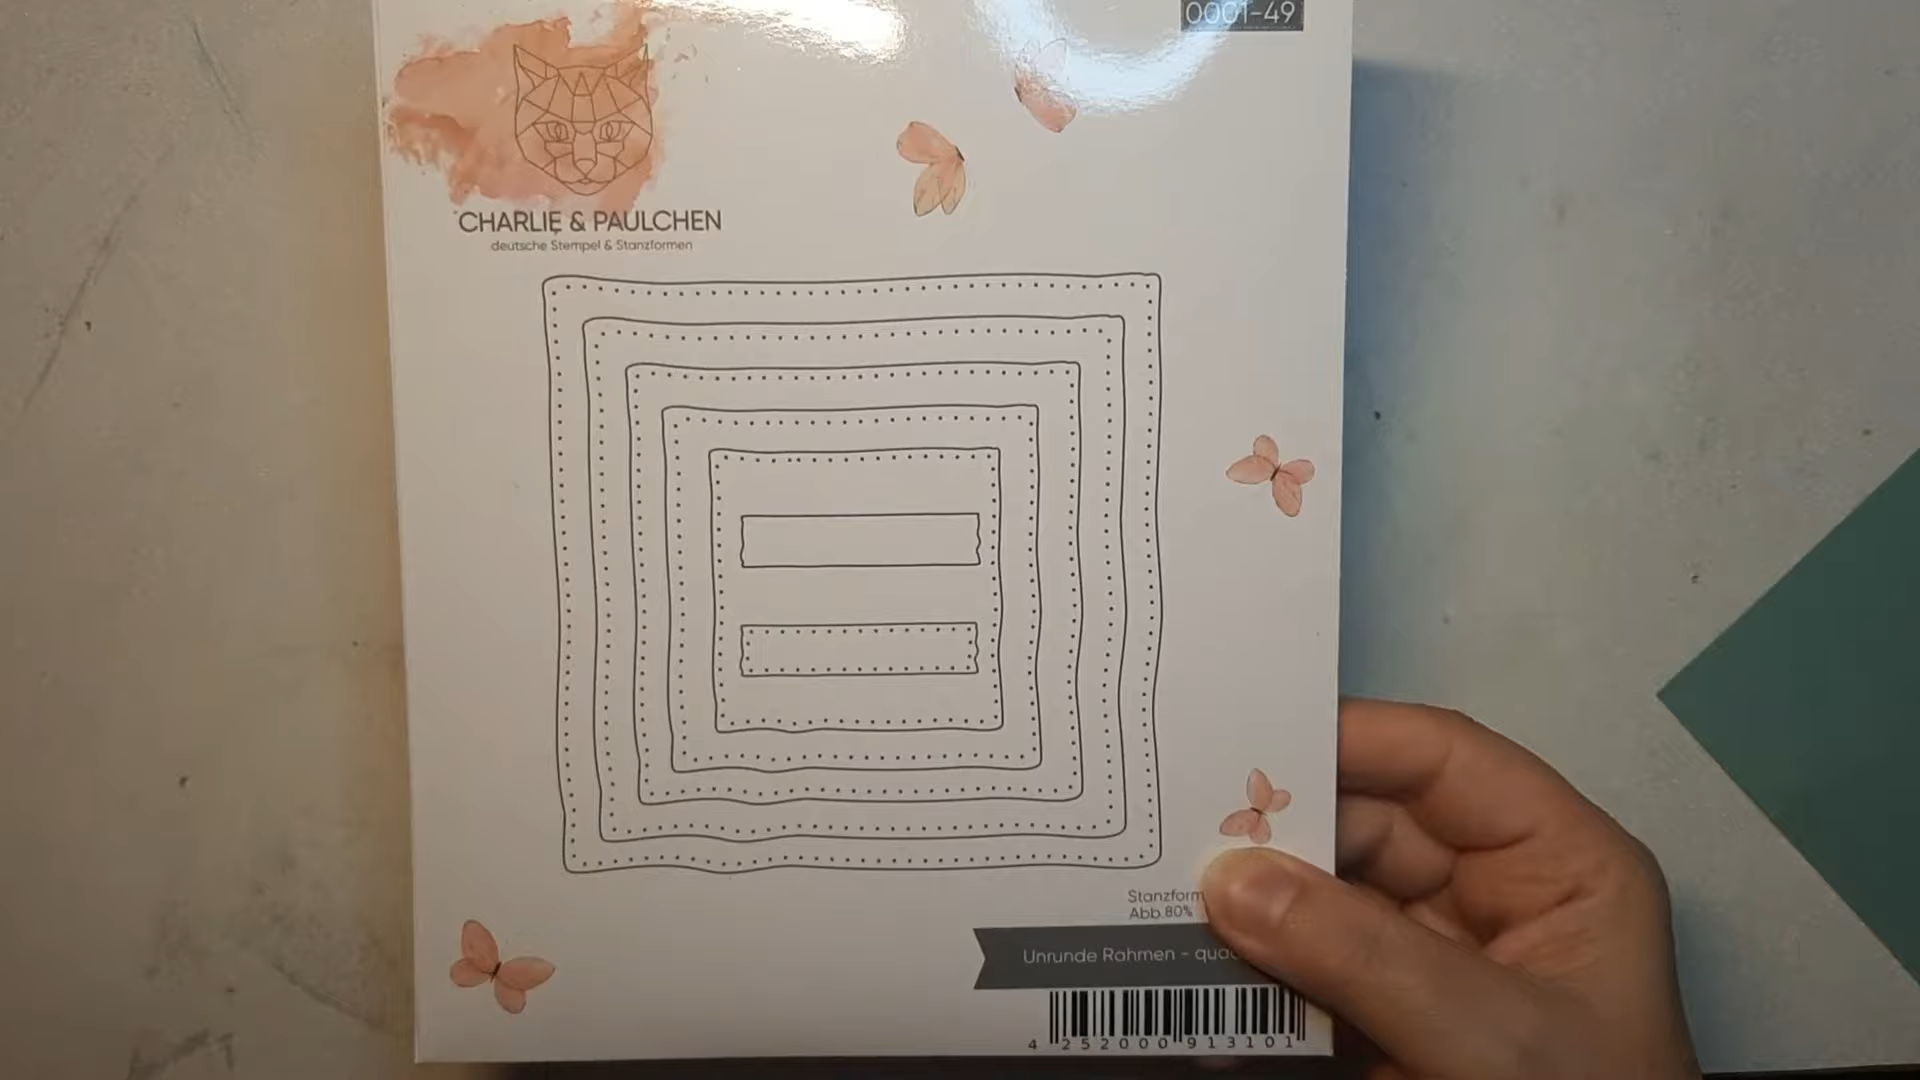 0001-49
CHARLIE & PAULCHEN
deutsche Stempel & Stanzformen
Stanzform
Abb.80%
Unrunde Rahmen -
4 252000 913101